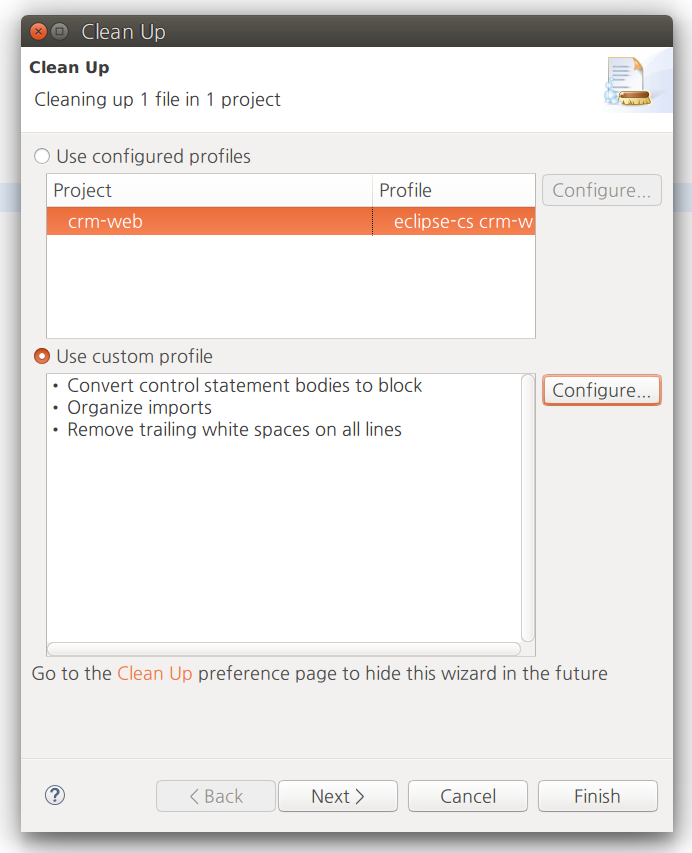 Clean Up
Clean Up
Cleaning up 1 file in 1 project
Use configured profiles
Project Profile Configure...
crm-web eclipse-cs crm-w
Use custom profile
• Convert control statement bodies to block Configure...
• Organize imports
• Remove trailing white spaces on all lines
Go to the Clean Up preference page to hide this wizard in the future
? < Back Next > Cancel Finish